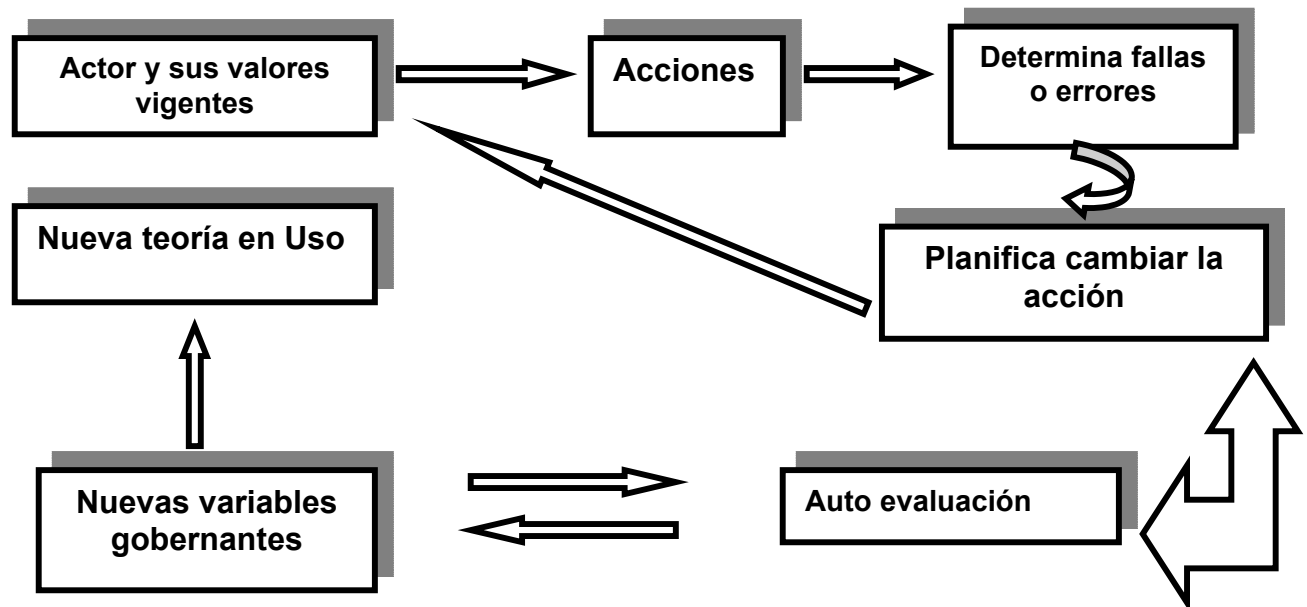 Actor y sus valores
vigentes
Acciones
Determina fallas
o errores
Nueva teoría en Uso
Planifica cambiar la
acción
Nuevas variables
gobernantes
Auto evaluación